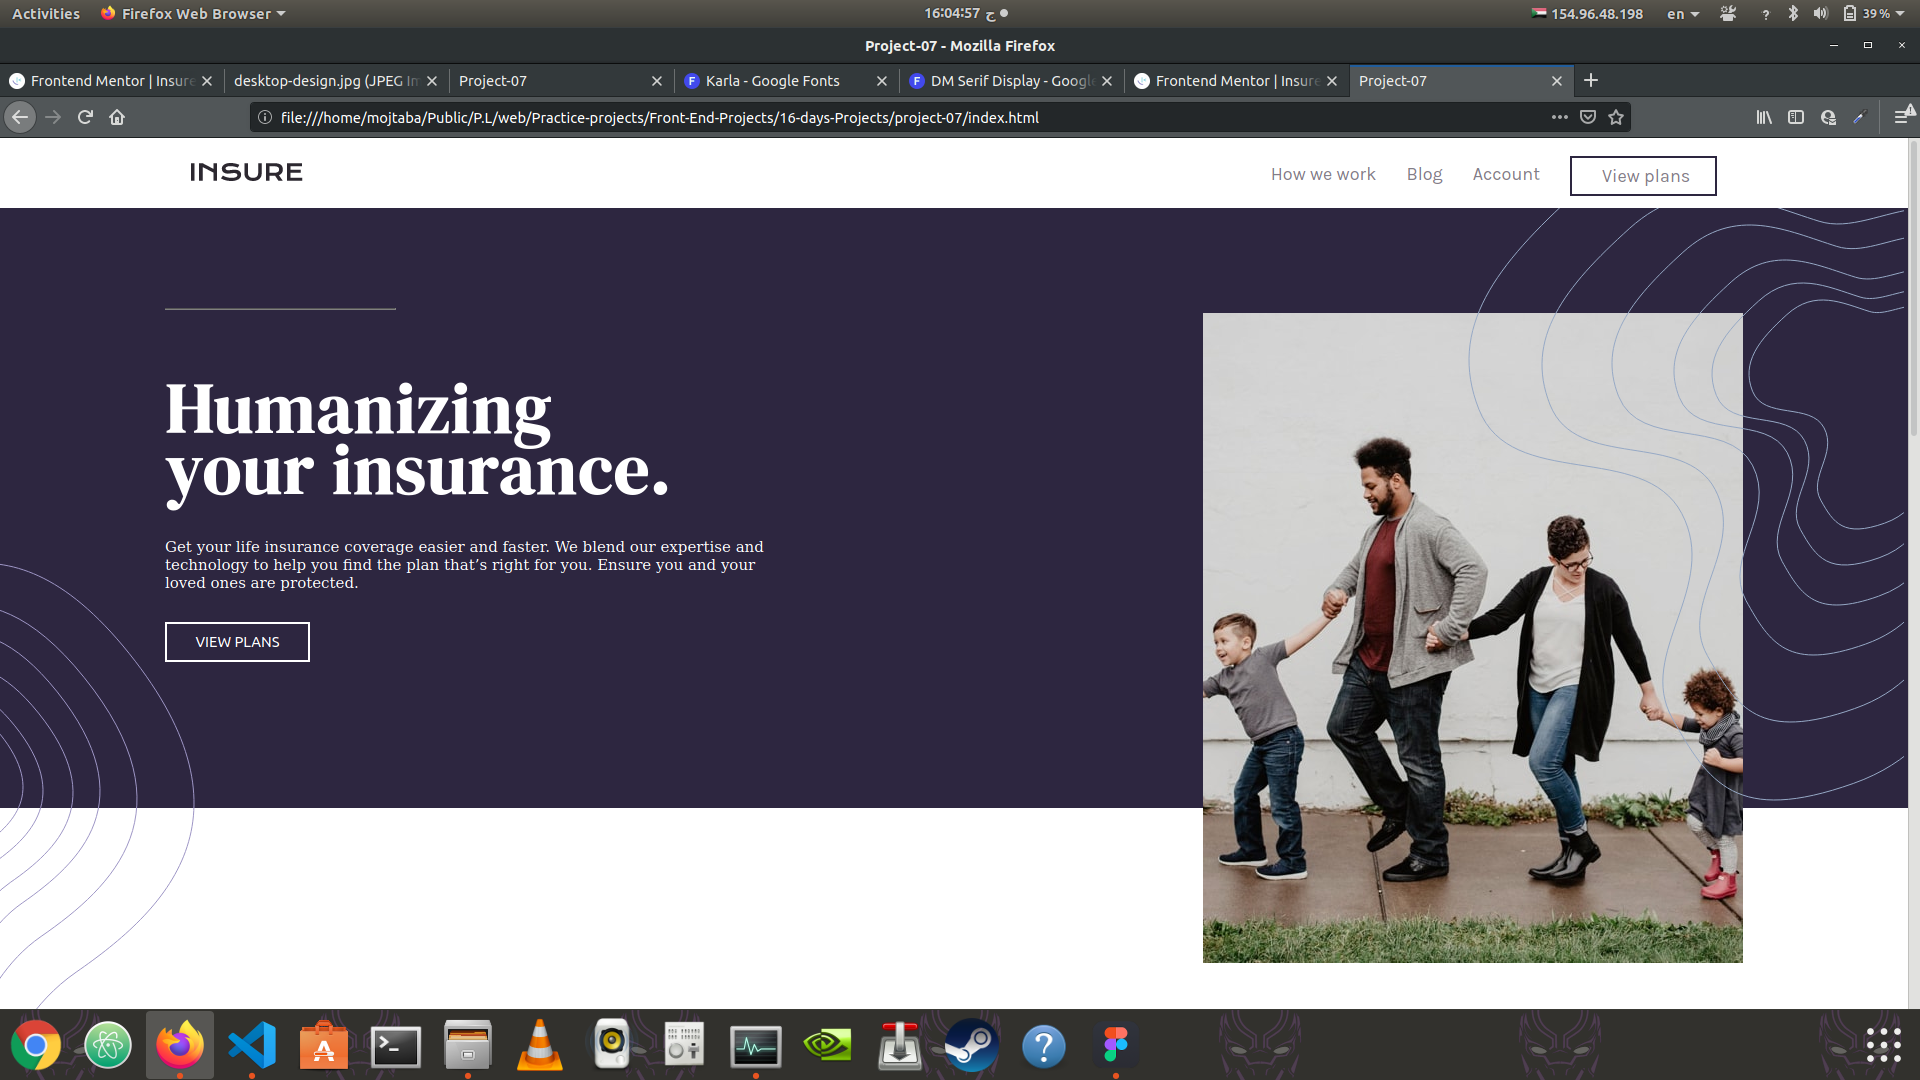 Activities
Firefox Web Browser
16:04:57 ج
154.96.48.198
en
?
39 %
Project-07 - Mozilla Firefox
Frontend Mentor | Insure
desktop-design.jpg (JPEG Im
Project-07
Karla - Google Fonts
DM Serif Display - Google
Frontend Mentor | Insure
Project-07
file:///home/mojtaba/Public/P.L/web/Practice-projects/Front-End-Projects/16-days-Projects/project-07/index.html
INSURE
How we work
Blog
Account
View plans
Humanizing
your insurance.
Get your life insurance coverage easier and faster. We blend our expertise and
technology to help you find the plan that’s right for you. Ensure you and your
loved ones are protected.
VIEW PLANS